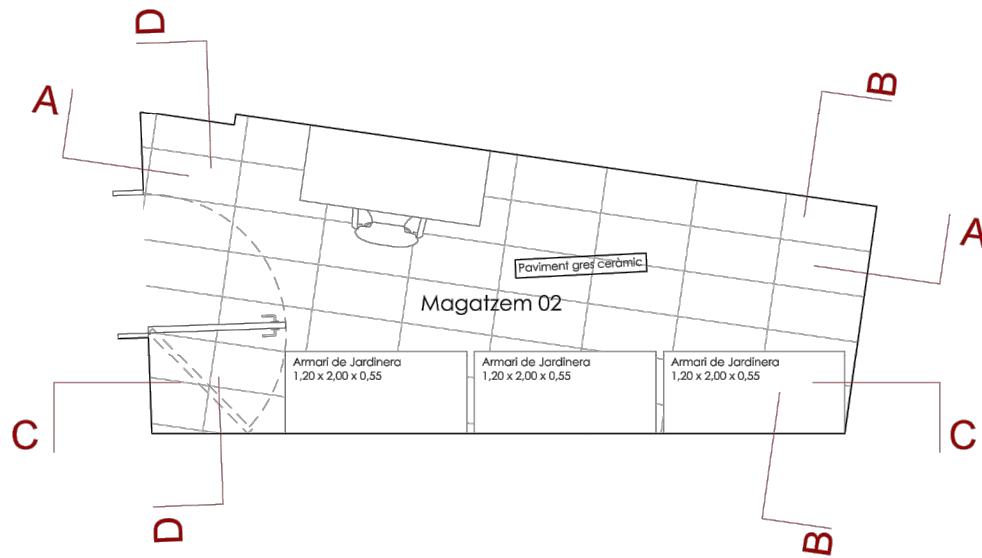 D
A
B
A
Paviment gres ceràmic
Magatzem 02
Armari de Jardinera
1,20 x 2,00 x 0,55
Armari de Jardinera
1,20 x 2,00 x 0,55
Armari de Jardinera
1,20 x 2,00 x 0,55
C
C
D
B